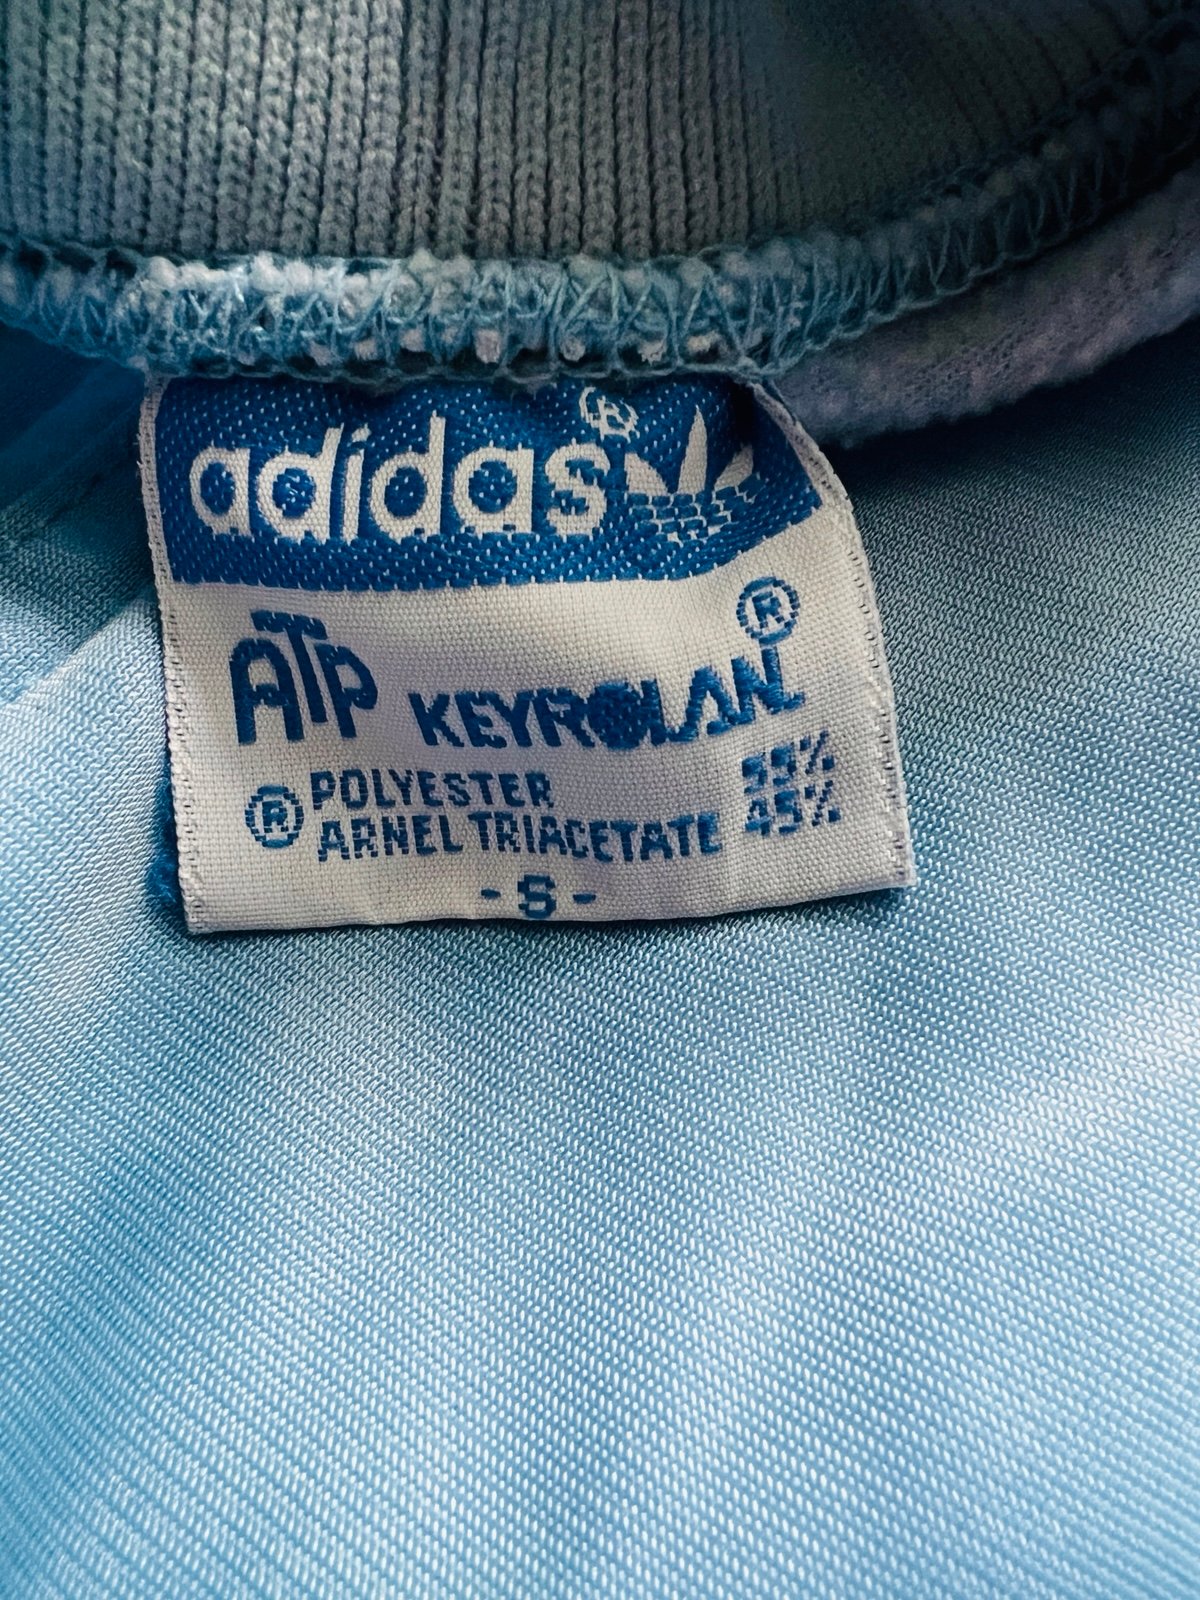 adidas®
ATP KEYROLAN®
® POLYESTER 55%
ARNEL TRIACETATE 45%
-S-